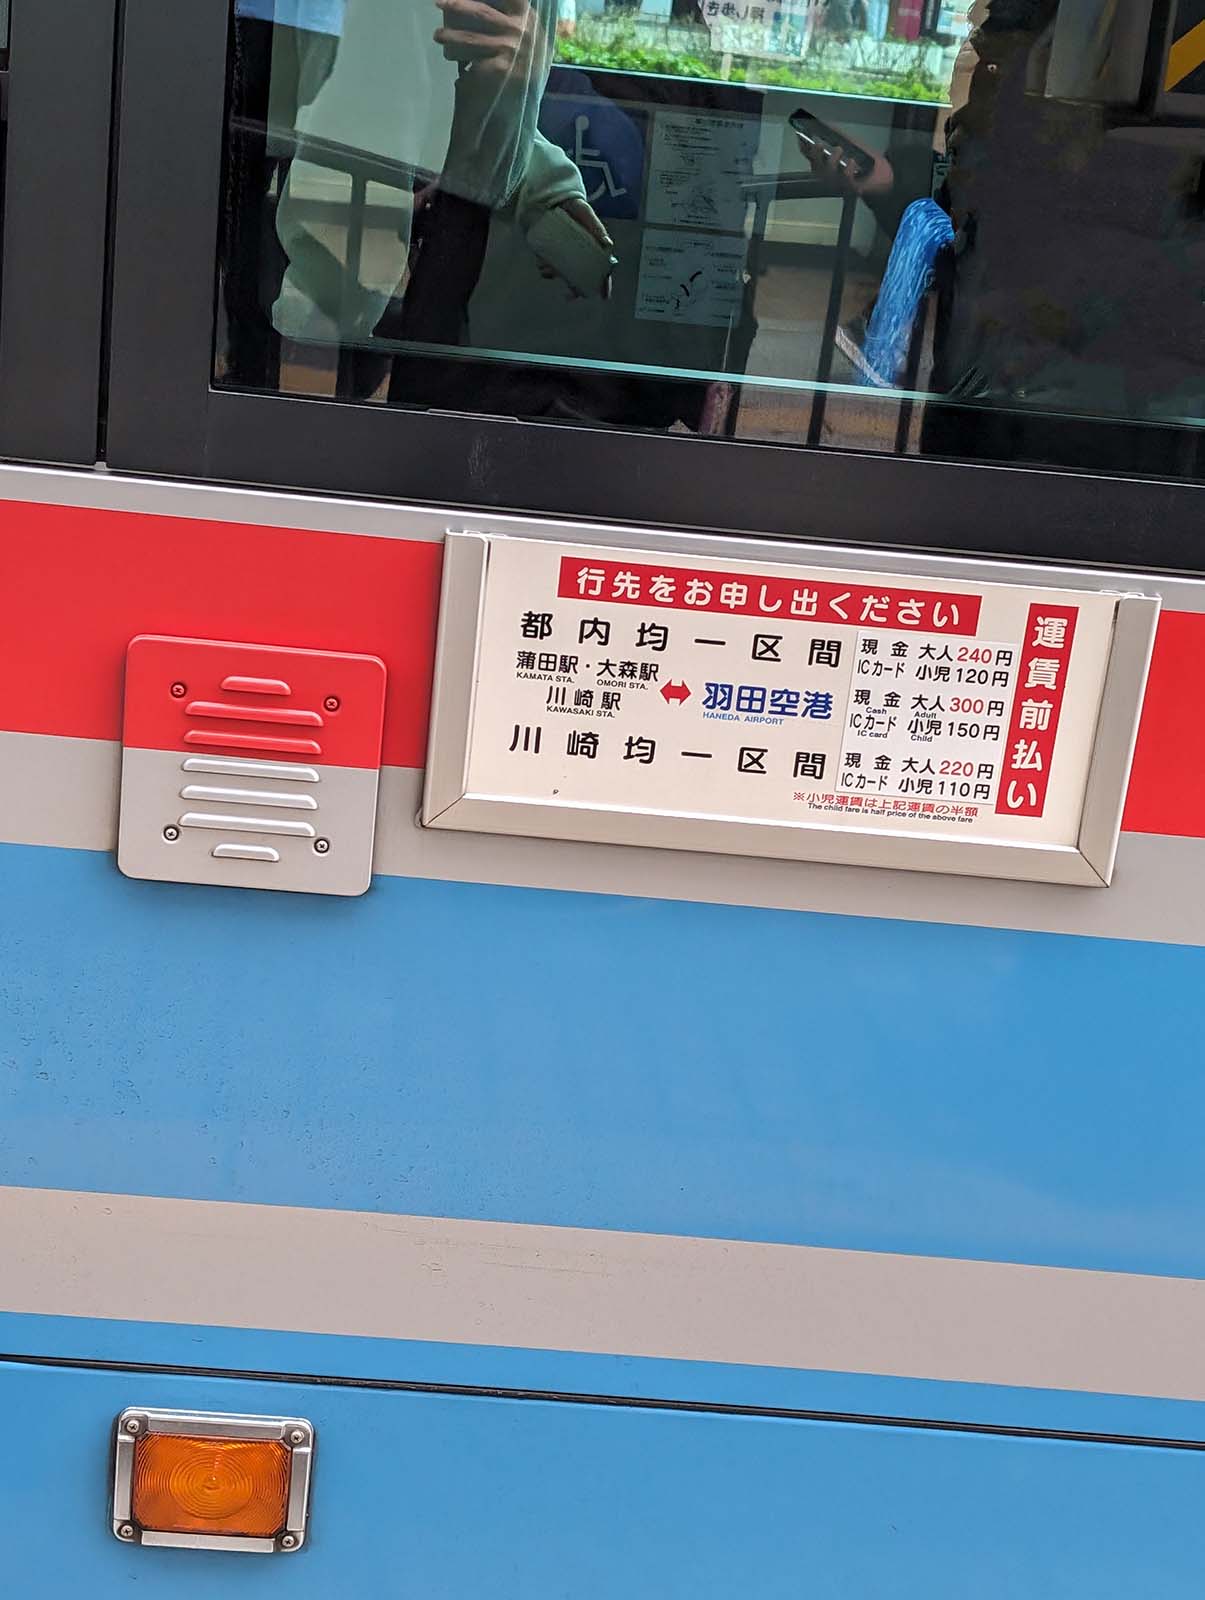 押し歩き
行先をお申し出ください
運賃前払い
都内均一区間
現金 大人240円
ICカード 小児120円
蒲田駅・大森駅
KAMATA STA. OMORI STA.
川崎駅
KAWASAKI STA.
羽田空港
HANEDA AIRPORT
現金 大人300円
Cash Adult
ICカード 小児150円
IC card Child
川崎均一区間
現金 大人220円
ICカード 小児110円
※小児運賃は上記運賃の半額
The child fare is half price of the above fare